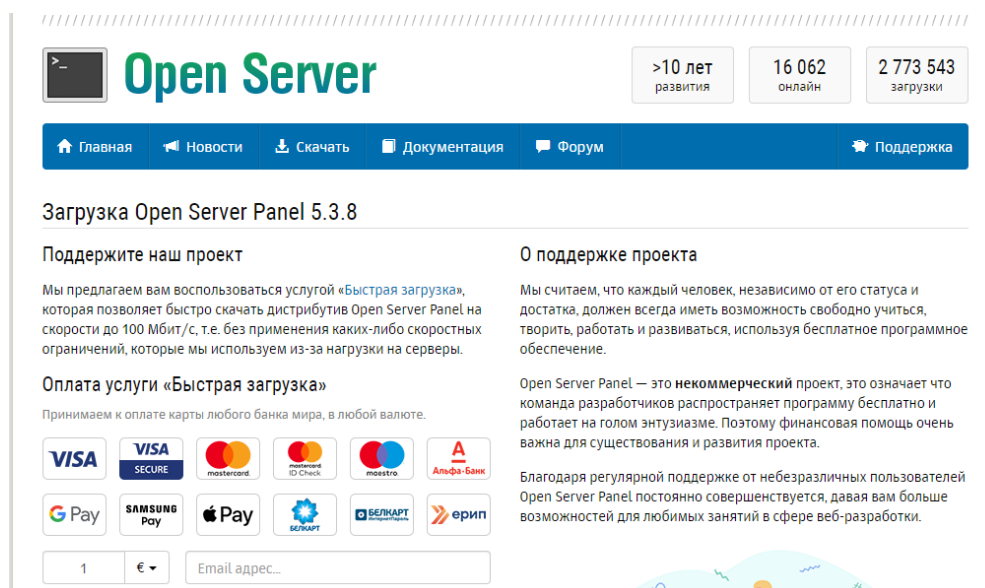 >_
Open Server
>10 лет
развития
16 062
онлайн
2 773 543
загрузки
Главная
Новости
Скачать
Документация
Форум
Поддержка
Загрузка Open Server Panel 5.3.8
Поддержите наш проект
Мы предлагаем вам воспользоваться услугой «Быстрая загрузка»,
которая позволяет быстро скачать дистрибутив Open Server Panel на
скорости до 100 Мбит/с, т.е. без применения каких-либо скоростных
ограничений, которые мы используем из-за нагрузки на серверы.
Оплата услуги «Быстрая загрузка»
Принимаем к оплате карты любого банка мира, в любой валюте.
VISA
VISA
SECURE
mastercard
mastercard
ID Check
maestro
А
Альфа·Банк
G Pay
SAMSUNG
Pay
Pay
БЕЛКАРТ
БЕЛКАРТ
ИнтернетПароль
ерип
1
€
Email адрес...
О поддержке проекта
Мы считаем, что каждый человек, независимо от его статуса и
достатка, должен всегда иметь возможность свободно учиться,
творить, работать и развиваться, используя бесплатное программное
обеспечение.
Open Server Panel — это некоммерческий проект, это означает что
команда разработчиков распространяет программу бесплатно и
работает на голом энтузиазме. Поэтому финансовая помощь очень
важна для существования и развития проекта.
Благодаря регулярной поддержке от небезразличных пользователей
Open Server Panel постоянно совершенствуется, давая вам больше
возможностей для любимых занятий в сфере веб-разработки.